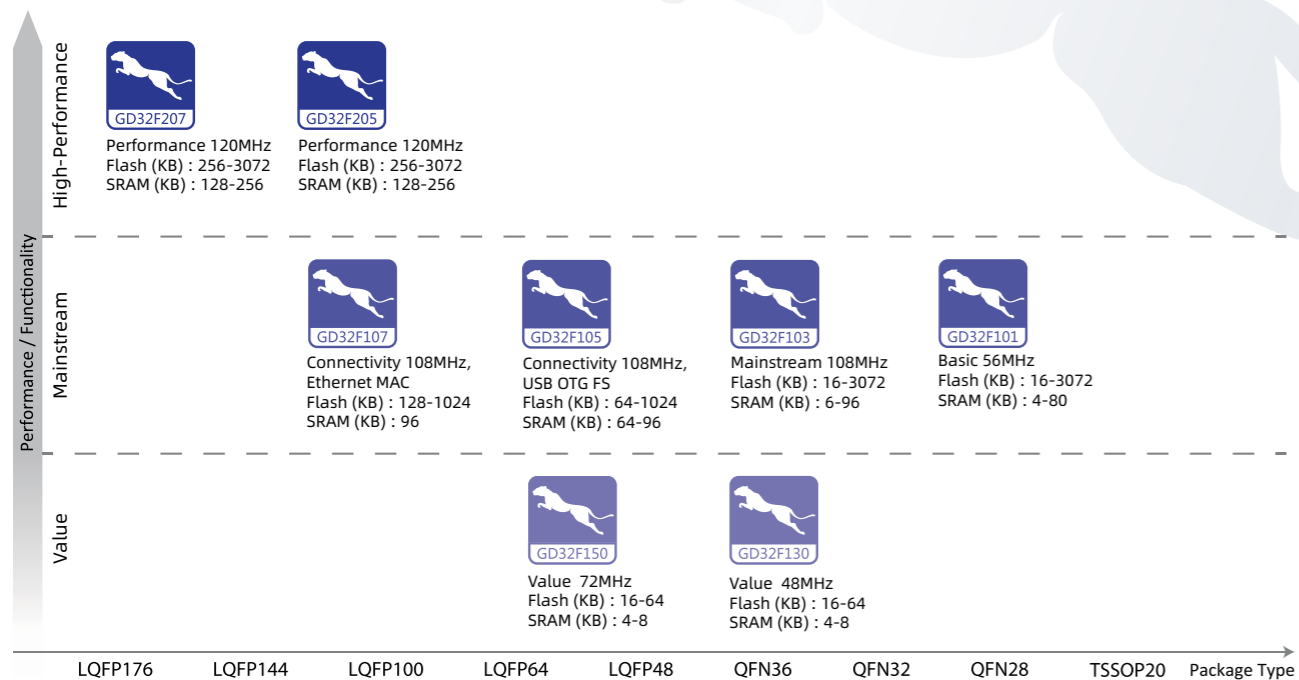 Performance / Functionality
High-Performance
GD32F207
Performance 120MHz
Flash (KB) : 256-3072
SRAM (KB) : 128-256
GD32F205
Performance 120MHz
Flash (KB) : 256-3072
SRAM (KB) : 128-256
Mainstream
GD32F107
Connectivity 108MHz,
Ethernet MAC
Flash (KB) : 128-1024
SRAM (KB) : 96
GD32F105
Connectivity 108MHz,
USB OTG FS
Flash (KB) : 64-1024
SRAM (KB) : 64-96
GD32F103
Mainstream 108MHz
Flash (KB) : 16-3072
SRAM (KB) : 6-96
GD32F101
Basic 56MHz
Flash (KB) : 16-3072
SRAM (KB) : 4-80
Value
GD32F150
Value 72MHz
Flash (KB) : 16-64
SRAM (KB) : 4-8
GD32F130
Value 48MHz
Flash (KB) : 16-64
SRAM (KB) : 4-8
LQFP176 LQFP144 LQFP100 LQFP64 LQFP48 QFN36 QFN32 QFN28 TSSOP20 Package Type